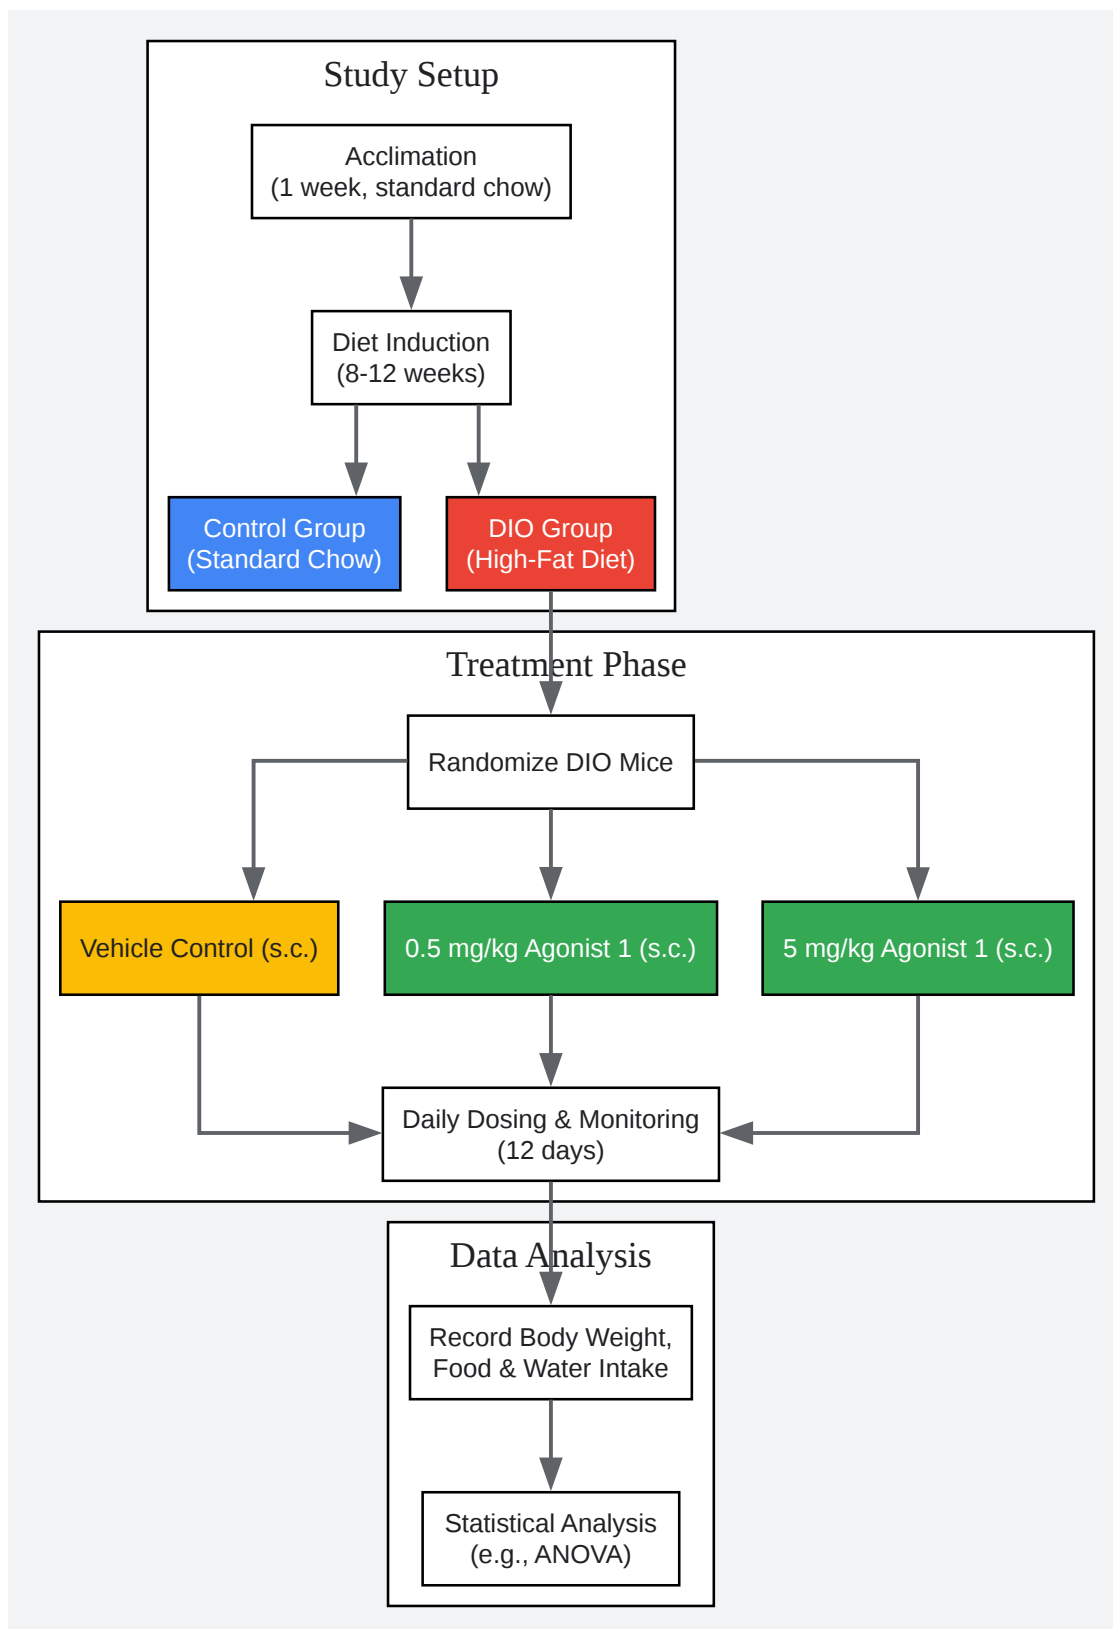 Study Setup
Acclimation
(1 week, standard chow)
Diet Induction
(8-12 weeks)
Control Group
(Standard Chow)
DIO Group
(High-Fat Diet)
Treatment Phase
Randomize DIO Mice
Vehicle Control (s.c.)
0.5 mg/kg Agonist 1 (s.c.)
5 mg/kg Agonist 1 (s.c.)
Daily Dosing & Monitoring
(12 days)
Data Analysis
Record Body Weight,
Food & Water Intake
Statistical Analysis
(e.g., ANOVA)